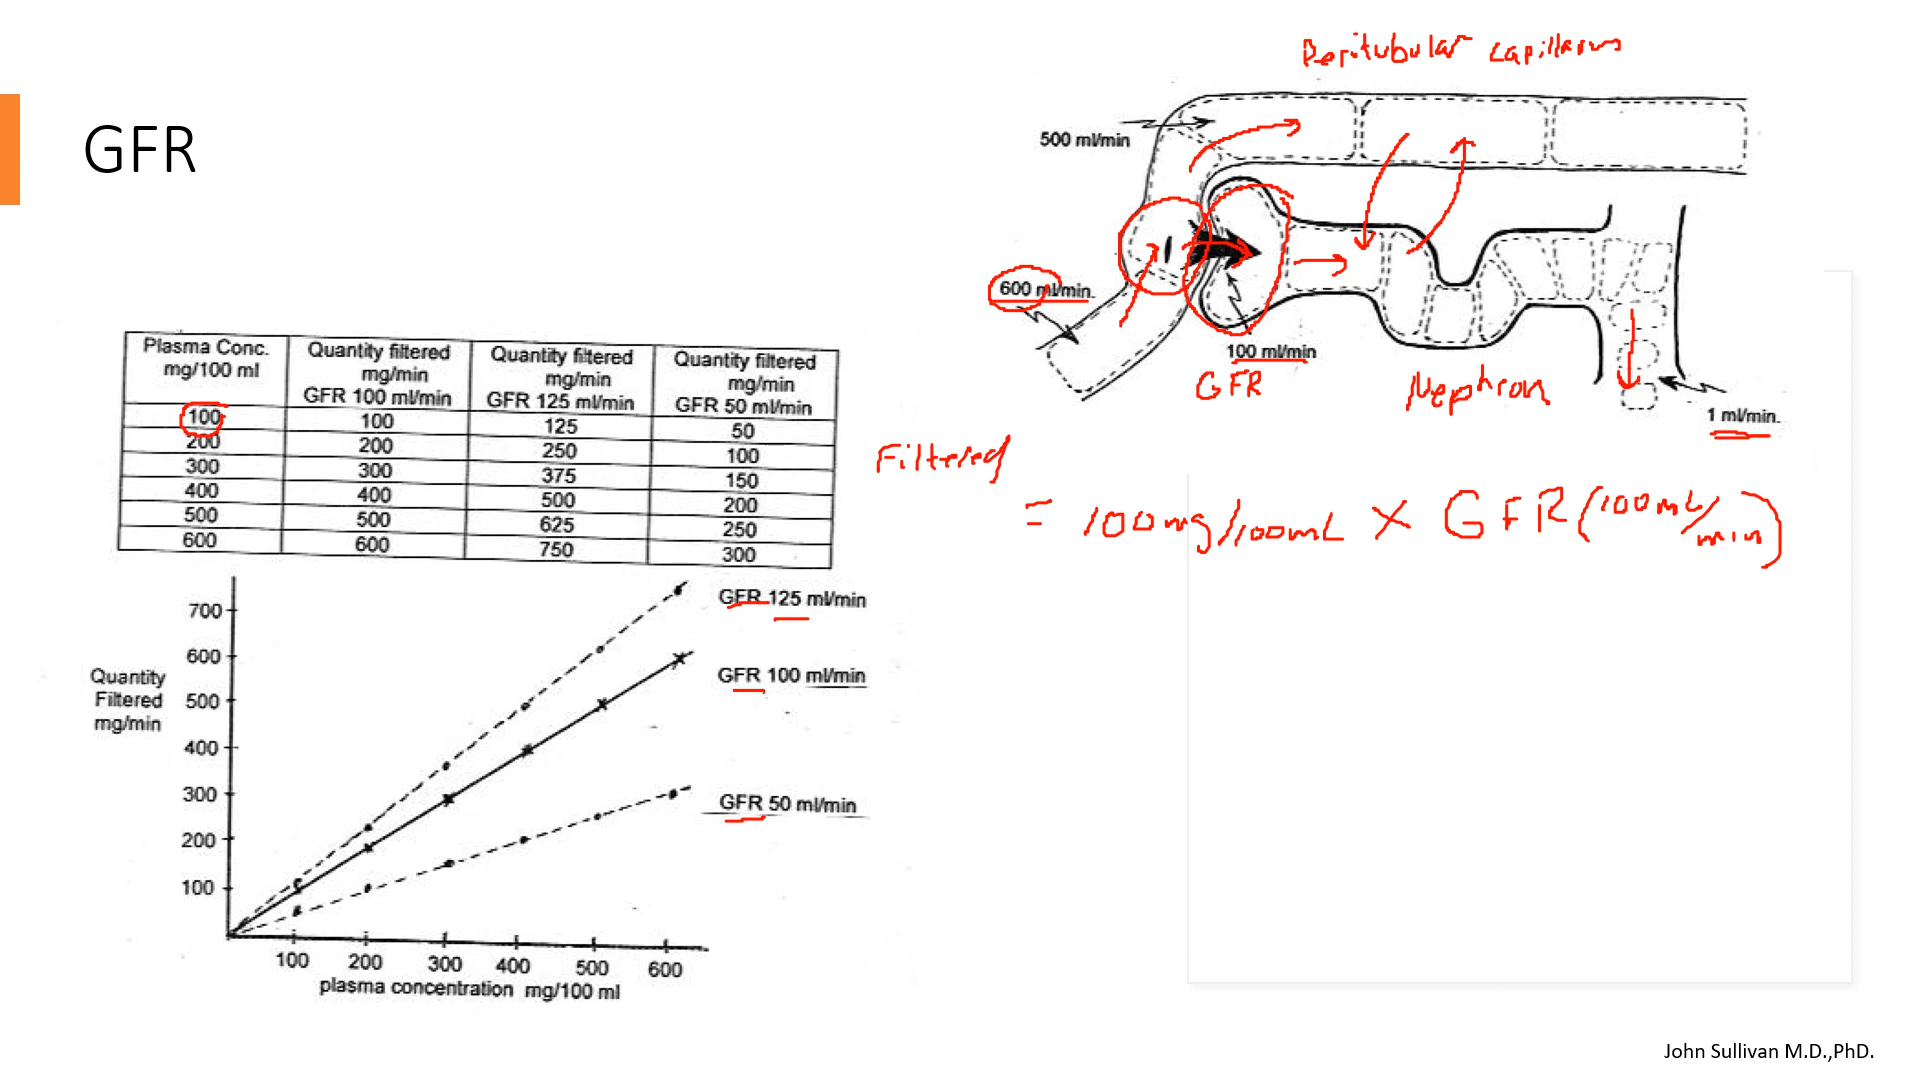 GFR
Peritubular Capillaries
500 ml/min
600 ml/min.
100 ml/min
GFR
Nephron
1 ml/min.
Plasma Conc. mg/100 ml | Quantity filtered mg/min GFR 100 ml/min | Quantity filtered mg/min GFR 125 ml/min | Quantity filtered mg/min GFR 50 ml/min
100 100 125 50
200 200 250 100
300 300 375 150
400 400 500 200
500 500 625 250
600 600 750 300
Filtered
= 100mg/100mL × GFR (100mL/min)
700
600
500
400
300
200
100
Quantity
Filtered
mg/min
GFR 125 ml/min
GFR 100 ml/min
GFR 50 ml/min
100 200 300 400 500 600
plasma concentration mg/100 ml
John Sullivan M.D.,PhD.